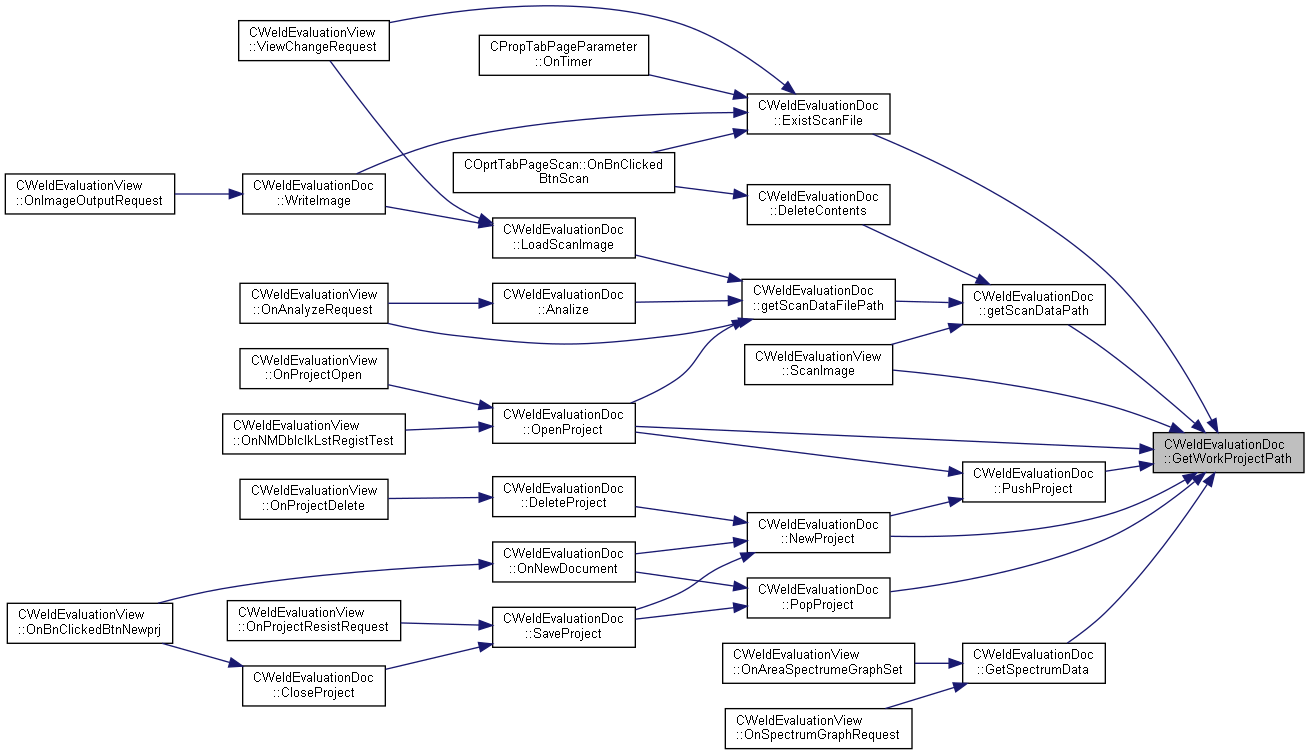 CWeldEvaluationView
::ViewChangeRequest
CPropTabPageParameter
::OnTimer
CWeldEvaluationDoc
::ExistScanFile
COprtTabPageScan::OnBnClicked
BtnScan
CWeldEvaluationView
::OnImageOutputRequest
CWeldEvaluationDoc
::WriteImage
CWeldEvaluationDoc
::DeleteContents
CWeldEvaluationDoc
::LoadScanImage
CWeldEvaluationView
::OnAnalyzeRequest
CWeldEvaluationDoc
::Analize
CWeldEvaluationDoc
::getScanDataFilePath
CWeldEvaluationDoc
::getScanDataPath
CWeldEvaluationView
::OnProjectOpen
CWeldEvaluationView
::ScanImage
CWeldEvaluationView
::OnNMDblclkLstRegistTest
CWeldEvaluationDoc
::OpenProject
CWeldEvaluationDoc
::GetWorkProjectPath
CWeldEvaluationView
::OnProjectDelete
CWeldEvaluationDoc
::DeleteProject
CWeldEvaluationDoc
::PushProject
CWeldEvaluationDoc
::NewProject
CWeldEvaluationDoc
::OnNewDocument
CWeldEvaluationDoc
::PopProject
CWeldEvaluationView
::OnBnClickedBtnNewprj
CWeldEvaluationView
::OnProjectResistRequest
CWeldEvaluationDoc
::SaveProject
CWeldEvaluationDoc
::CloseProject
CWeldEvaluationView
::OnAreaSpectrumeGraphSet
CWeldEvaluationDoc
::GetSpectrumData
CWeldEvaluationView
::OnSpectrumGraphRequest